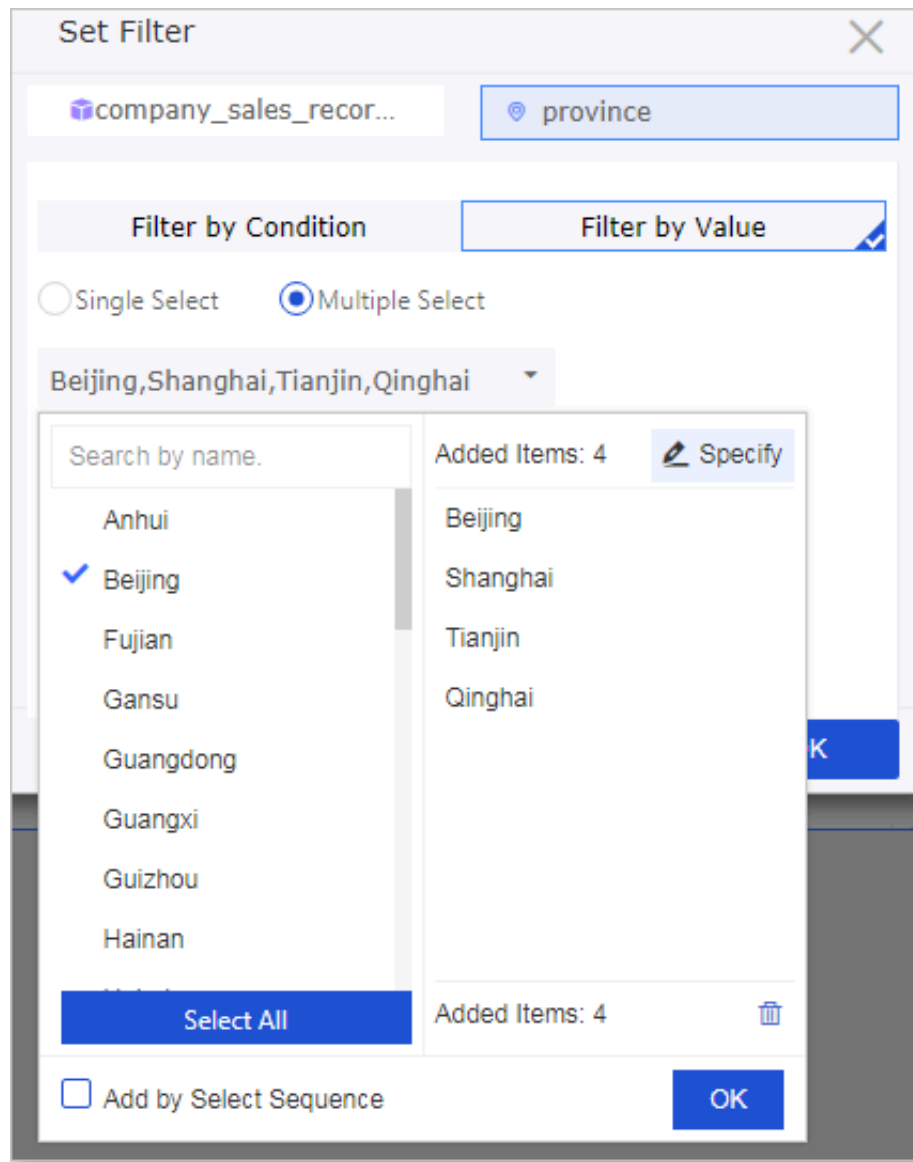 Set Filter
company_sales_recor...
province
Filter by Condition
Filter by Value
Single Select
Multiple Select
Beijing,Shanghai,Tianjin,Qinghai
Search by name.
Anhui
Beijing
Fujian
Gansu
Guangdong
Guangxi
Guizhou
Hainan
Select All
Added Items: 4
Specify
Beijing
Shanghai
Tianjin
Qinghai
Added Items: 4
K
Add by Select Sequence
OK